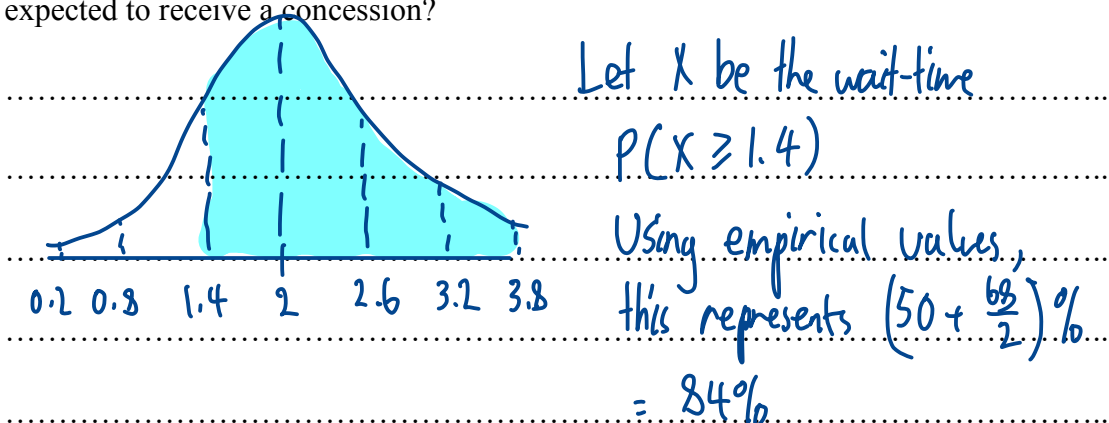 expected to receive a concession?
Let X be the wait-time
P(X ≥ 1.4)
Using empirical values,
this represents (50 + 68/2)%
= 84%
0.2 0.8 1.4 2 2.6 3.2 3.8